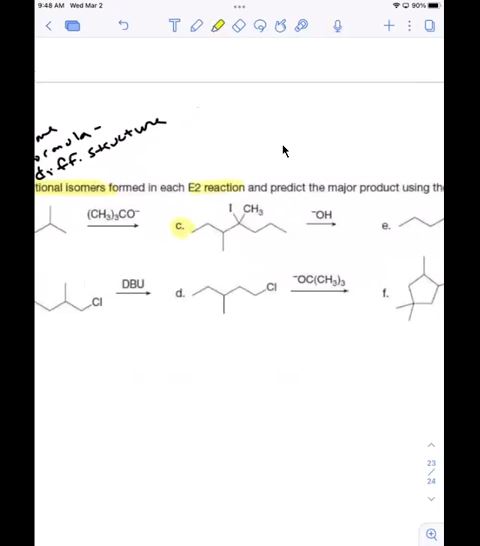 9:48 AM Wed Mar 2
90%
ormula-
diff. structure
tional isomers formed in each E2 reaction and predict the major product using th
(CH₃)₃CO⁻
c.
I CH₃
⁻OH
e.
Cl
DBU
d.
Cl
⁻OC(CH₃)₃
f.
23
/
24